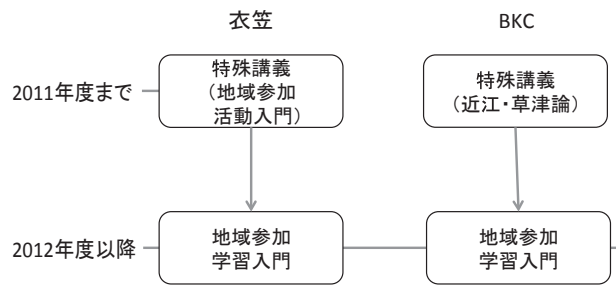 衣笠
BKC
2011年度まで
特殊講義
（地域参加
活動入門）
特殊講義
（近江・草津論）
2012年度以降
地域参加
学習入門
地域参加
学習入門